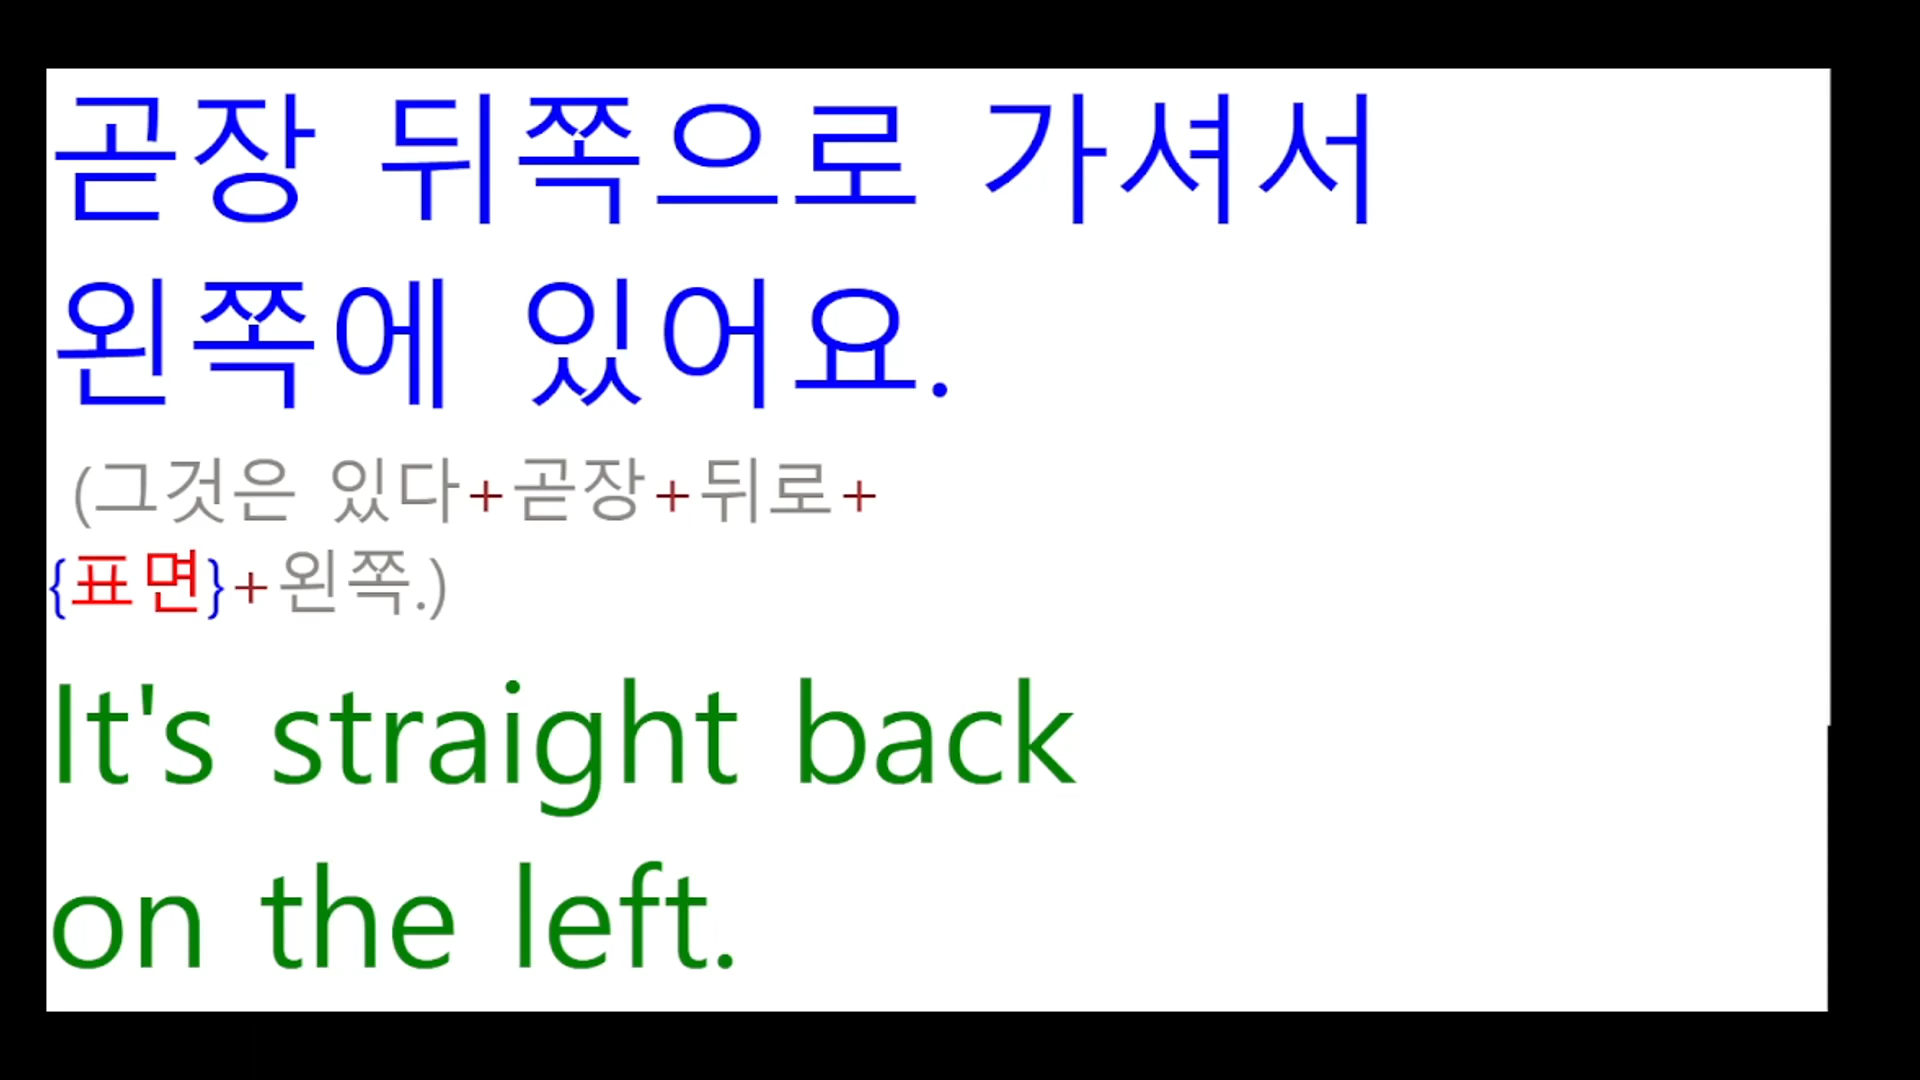 곧장 뒤쪽으로 가셔서
왼쪽에 있어요.
(그것은 있다+곧장+뒤로+
{표면}+왼쪽.)
It's straight back
on the left.